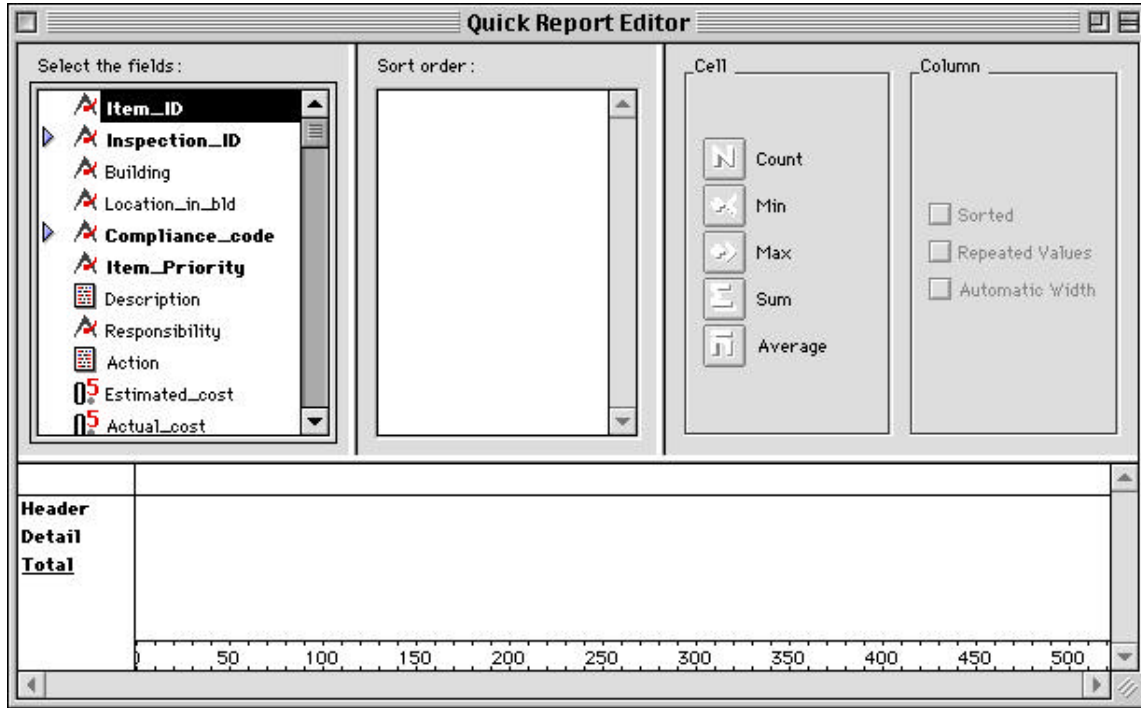 Quick Report Editor
Select the fields:
Item_ID
Inspection_ID
Building
Location_in_bld
Compliance_code
Item_Priority
Description
Responsibility
Action
Estimated_cost
Actual_cost
Sort order:
Cell
Count
Min
Max
Sum
Average
Column
Sorted
Repeated Values
Automatic Width
Header
Detail
Total
0 50 100 150 200 250 300 350 400 450 500